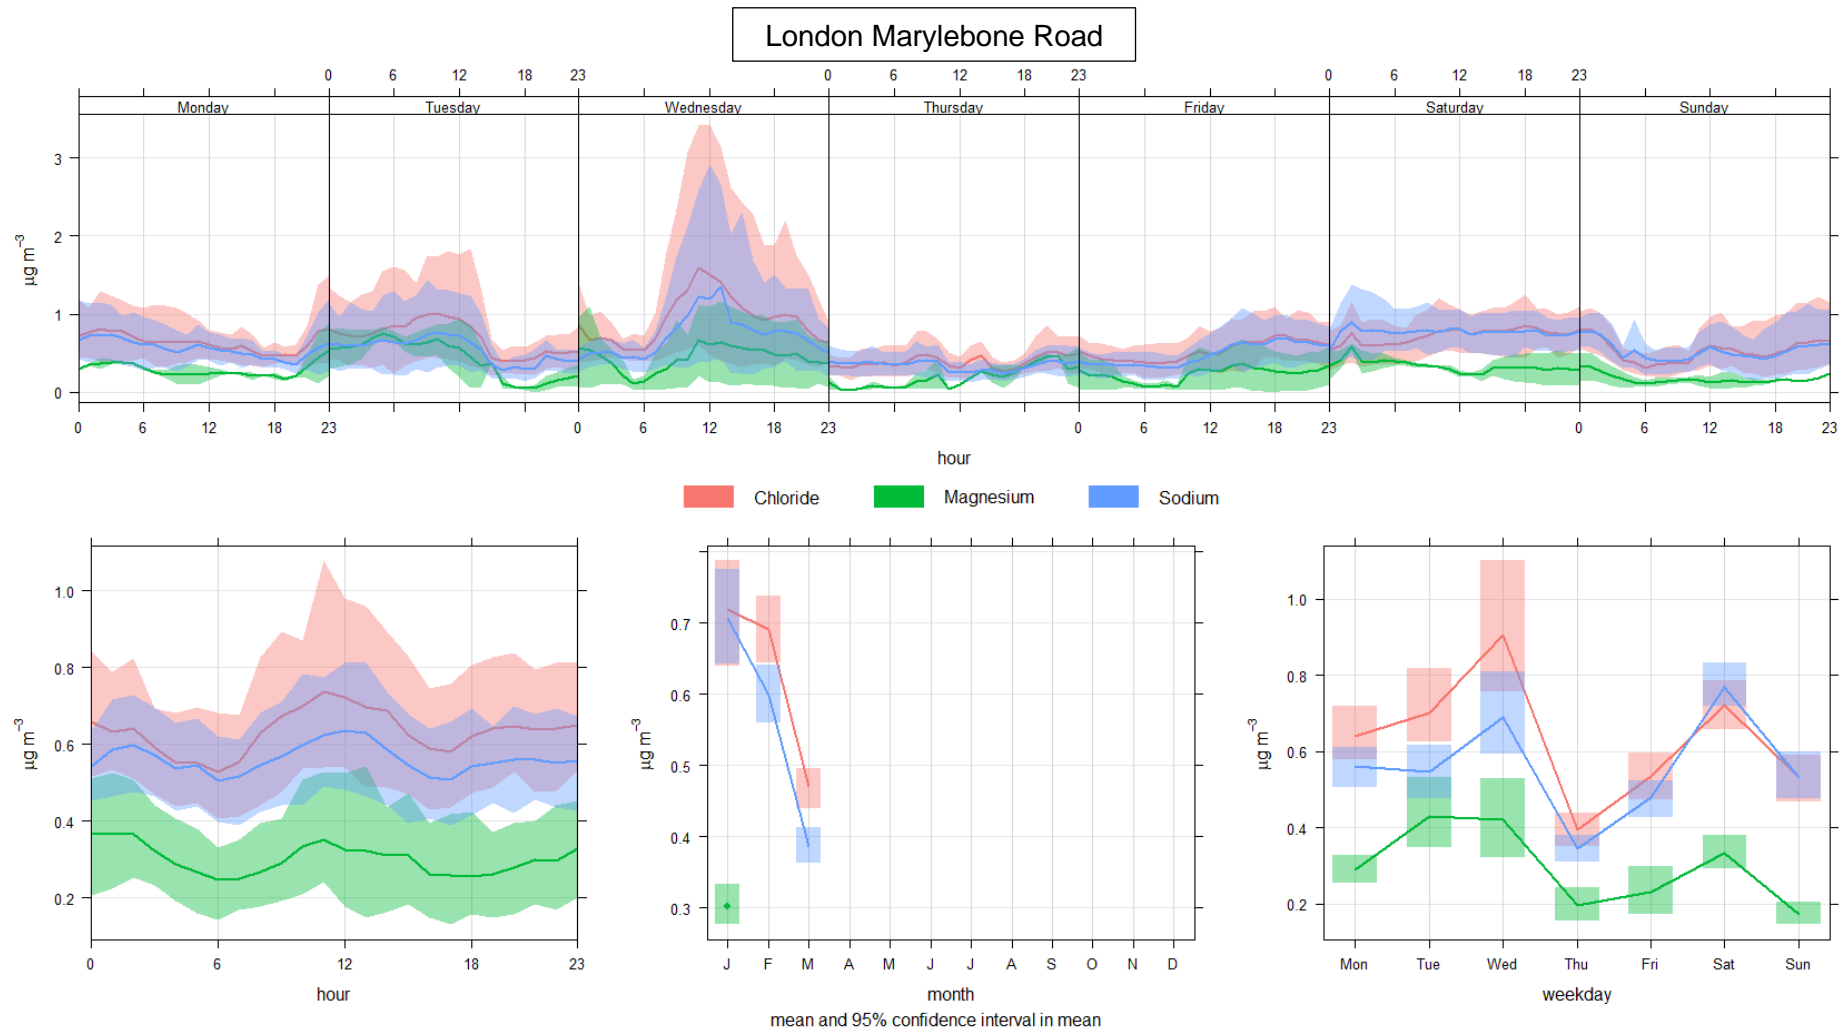 London Marylebone Road
0 6 12 18 23 0 6 12 18 23 0 6 12 18 23
Monday Tuesday Wednesday Thursday Friday Saturday Sunday
3
2
1
0
µg m⁻³
0 6 12 18 23 0 6 12 18 23 0 6 12 18 23 0 6 12 18 23
hour
Chloride Magnesium Sodium
1.0
0.8
0.6
0.4
0.2
µg m⁻³
0 6 12 18 23
hour
0.7
0.6
0.5
0.4
0.3
µg m⁻³
J F M A M J J A S O N D
month
1.0
0.8
0.6
0.4
0.2
µg m⁻³
Mon Tue Wed Thu Fri Sat Sun
weekday
mean and 95% confidence interval in mean